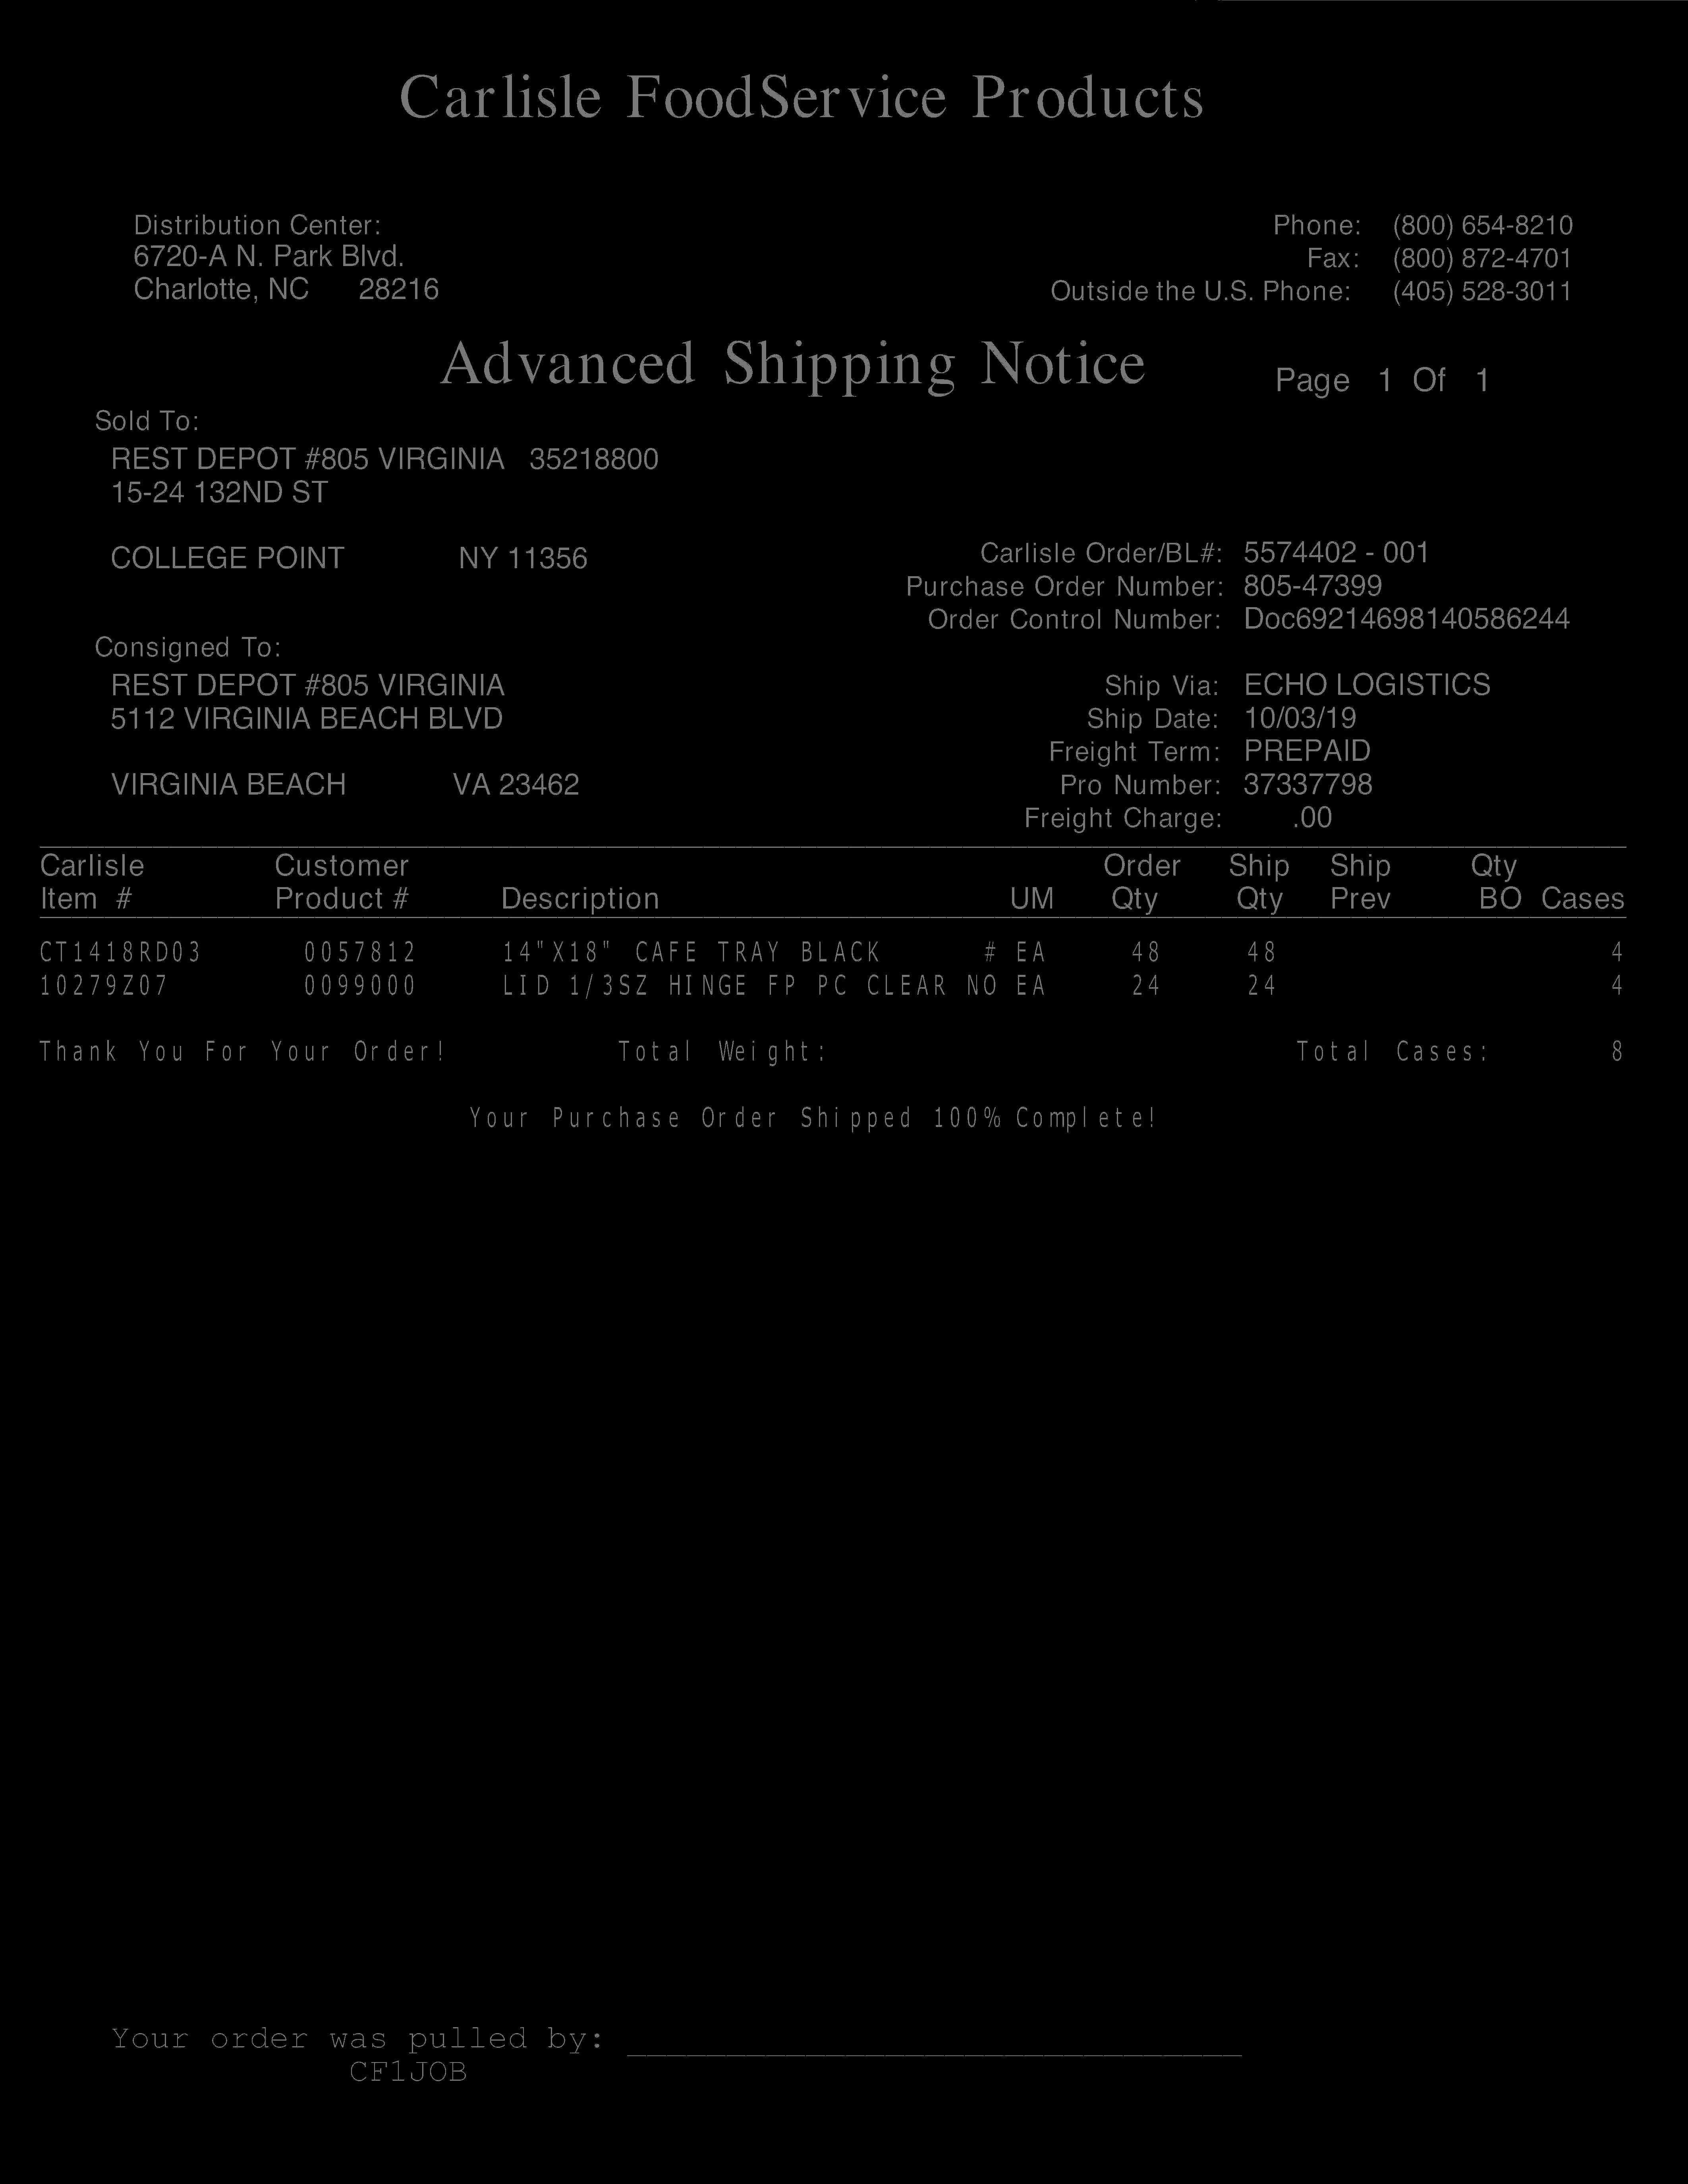 Carlisle FoodService Products
Distribution Center: Phone: (800) 654-8210
6720-A N. Park Blvd. Fax: (800) 872-4701
Charlotte, NC 28216 Outside the U.S. Phone: (405) 528-3011
Advanced Shipping Notice Page 1 Of 1
Sold To:
REST DEPOT #805 VIRGINIA 35218800
15-24 132ND ST
COLLEGE POINT NY 11356 Carlisle Order/BL#: 5574402 - 001
Purchase Order Number: 805-47399
Order Control Number: Doc69214698140586244
Consigned To:
REST DEPOT #805 VIRGINIA Ship Via: ECHO LOGISTICS
5112 VIRGINIA BEACH BLVD Ship Date: 10/03/19
Freight Term: PREPAID
VIRGINIA BEACH VA 23462 Pro Number: 37337798
Freight Charge: .00
Carlisle Customer Order Ship Ship Qty
Item # Product # Description UM Qty Qty Prev BO Cases
CT1418RD03 0057812 14"X18" CAFE TRAY BLACK # EA 48 48 4
10279Z07 0099000 LID 1/3SZ HINGE FP PC CLEAR NO EA 24 24 4
Thank You For Your Order! Total Weight: Total Cases: 8
Your Purchase Order Shipped 100% Complete!
Your order was pulled by:
CF1JOB